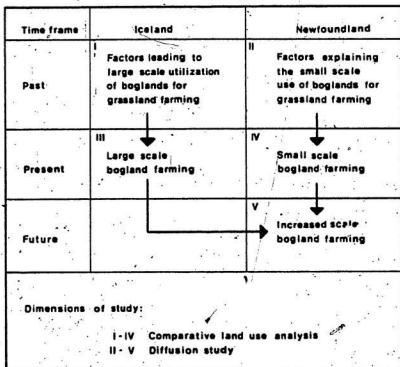 Time frame Iceland Newfoundland
I II
Factors leading to Factors explaining
large scale utilization the small scale
Past of boglands for use of boglands for
grassland farming grassland farming
III IV
Large scale Small scale
Present bogland farming bogland farming
V
Increased scale
Future bogland farming
Dimensions of study:
I-IV Comparative land use analysis
II-V Diffusion study